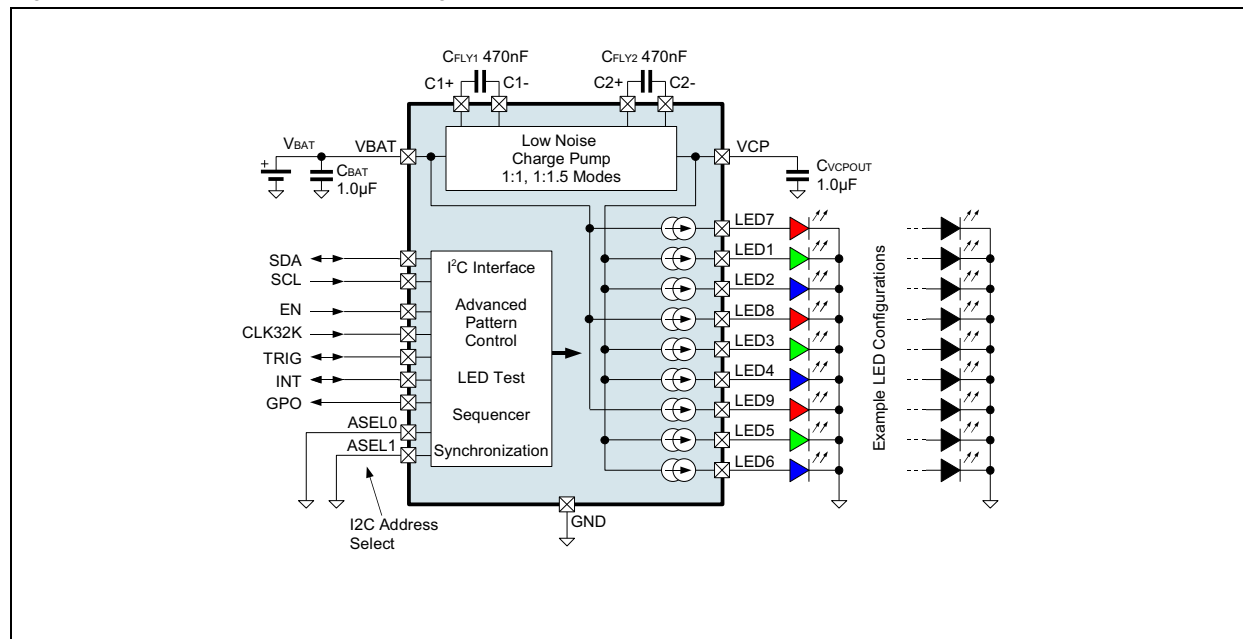 CFLY1 470nF
CFLY2 470nF
C1+
C1-
C2+
C2-
VBAT
VBAT
Low Noise
Charge Pump
1:1, 1:1.5 Modes
VCP
+
CBAT
1.0µF
CVCPOUT
1.0µF
LED7
LED1
LED2
LED8
LED3
LED4
LED9
LED5
LED6
SDA
SCL
EN
CLK32K
TRIG
INT
GPO
ASEL0
ASEL1
I²C Interface
Advanced
Pattern
Control
LED Test
Sequencer
Synchronization
Example LED Configurations
I2C Address
Select
GND